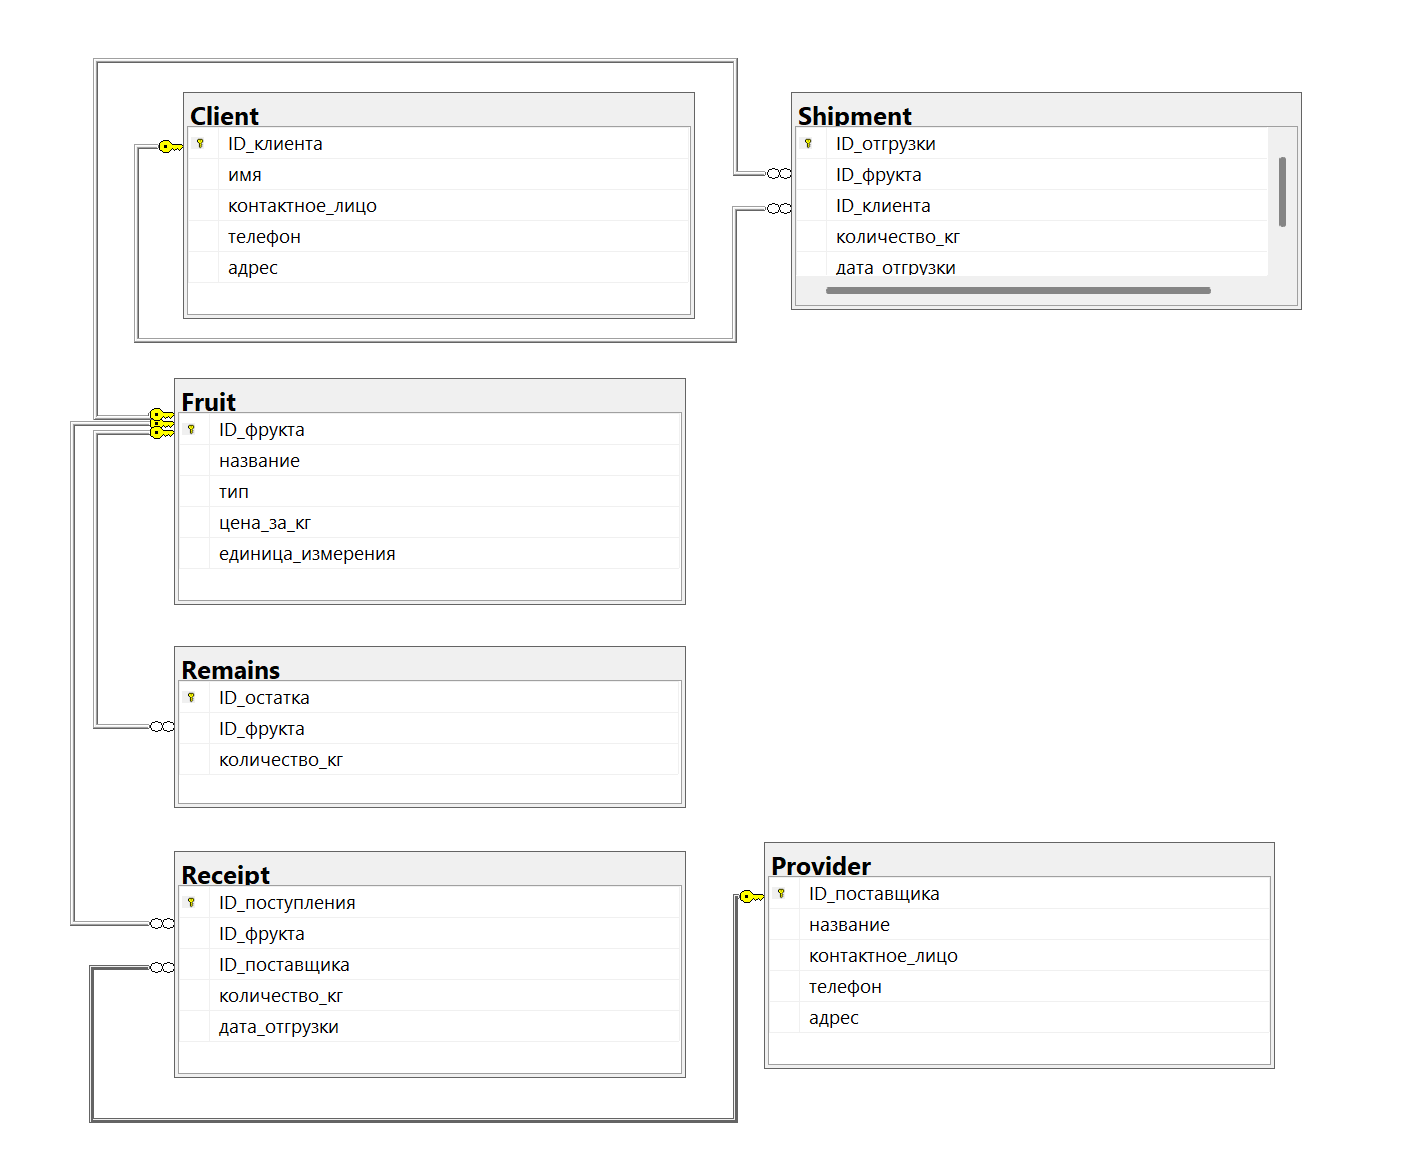 Client
ID_клиента
имя
контактное_лицо
телефон
адрес
Shipment
ID_отгрузки
ID_фрукта
ID_клиента
количество_кг
дата_отгрузки
Fruit
ID_фрукта
название
тип
цена_за_кг
единица_измерения
Remains
ID_остатка
ID_фрукта
количество_кг
Receipt
ID_поступления
ID_фрукта
ID_поставщика
количество_кг
дата_отгрузки
Provider
ID_поставщика
название
контактное_лицо
телефон
адрес